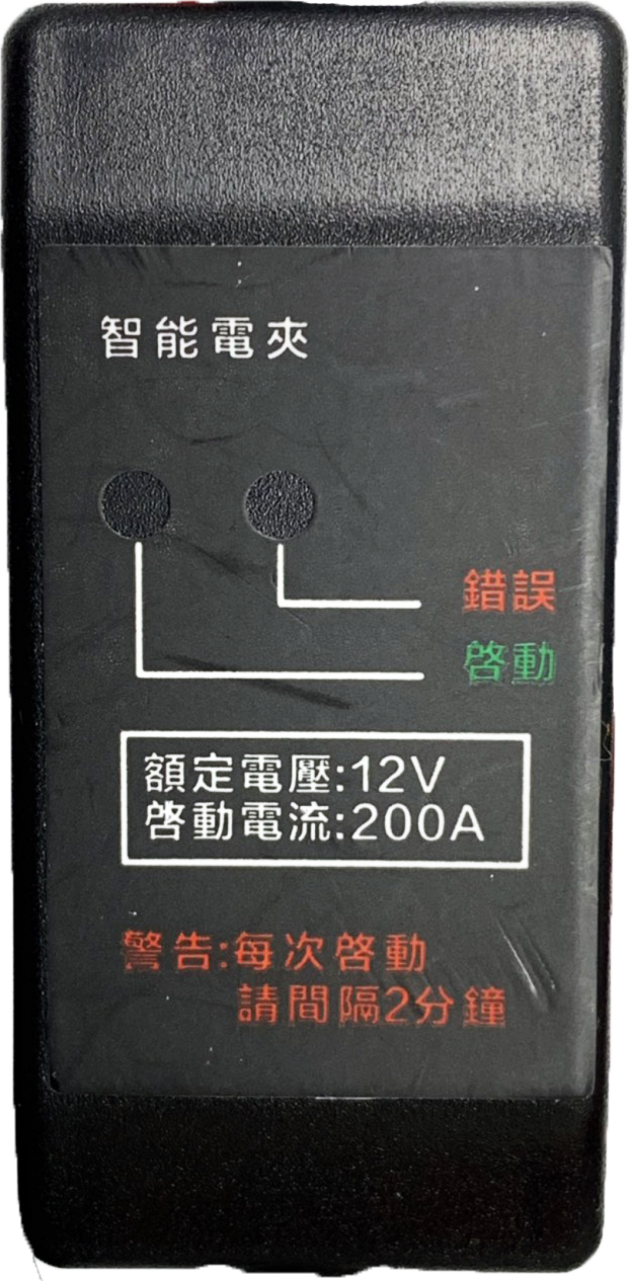 智能電夾
錯誤
啓動
額定電壓:12V
啓動電流:200A
警告:每次啓動
請間隔2分鐘